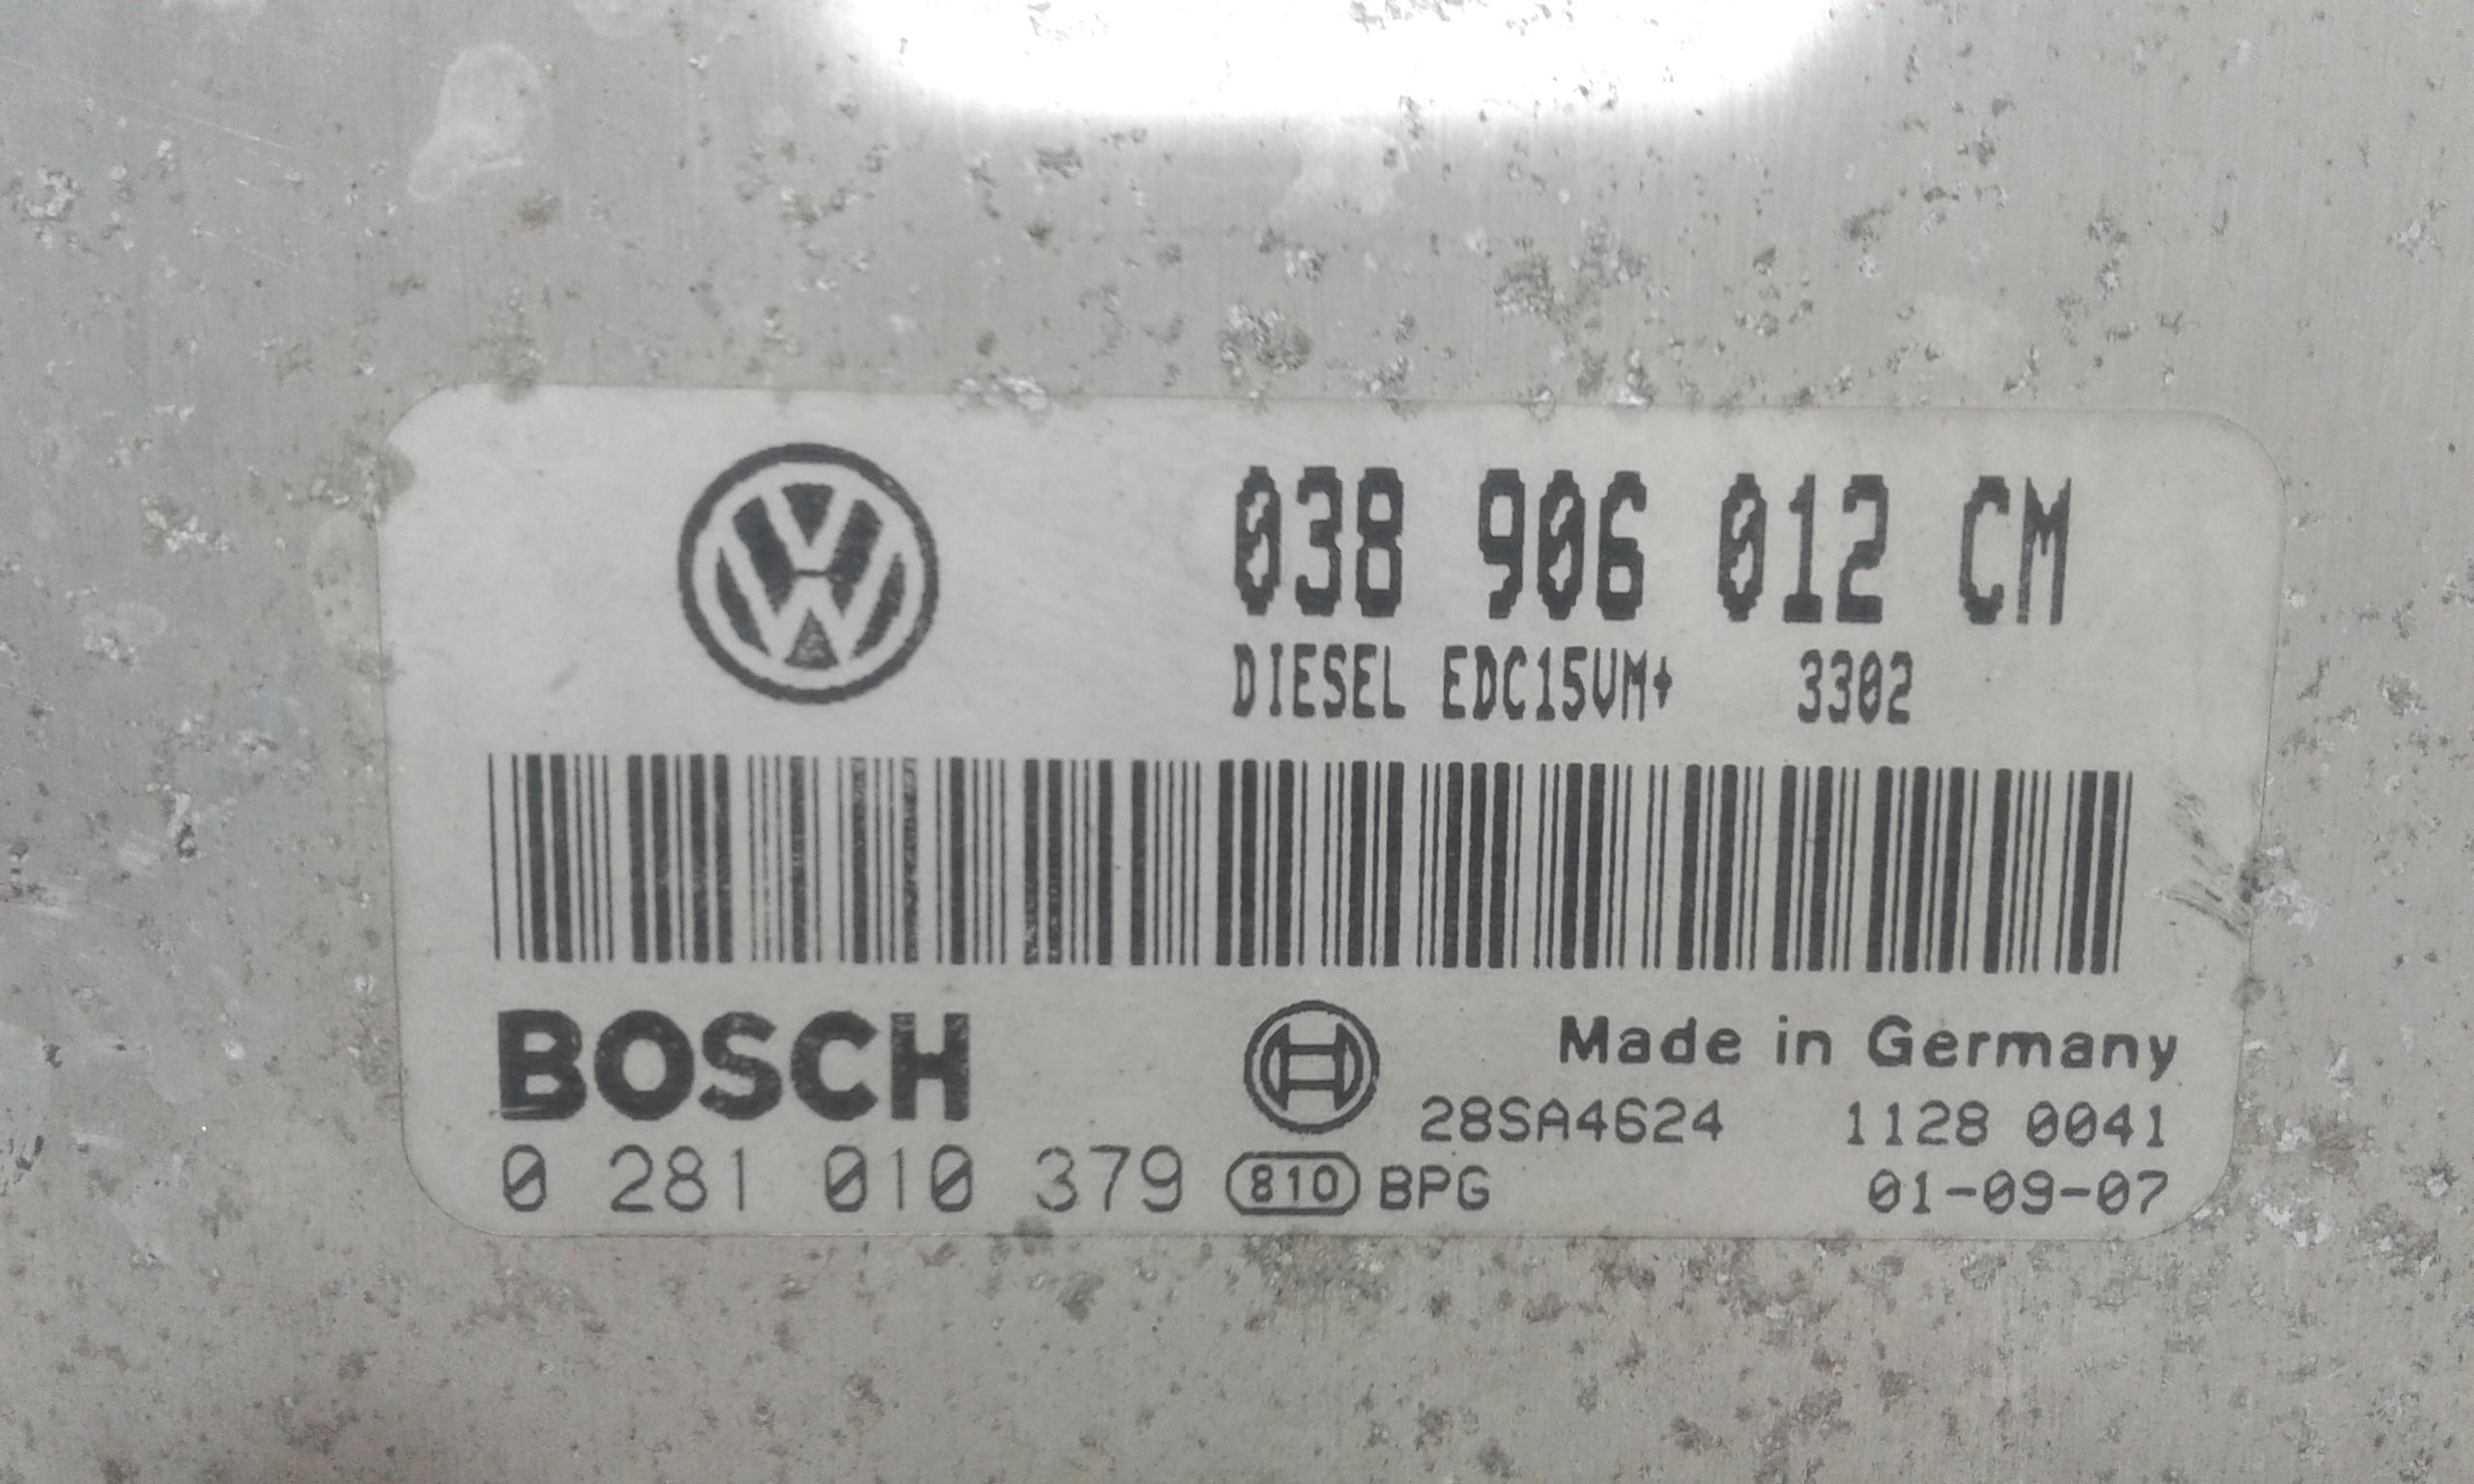 038 906 012 CM
DIESEL EDC15VM+ 3302
BOSCH
Made in Germany
28SA4624 1128 0041
0 281 010 379 810 BPG 01-09-07